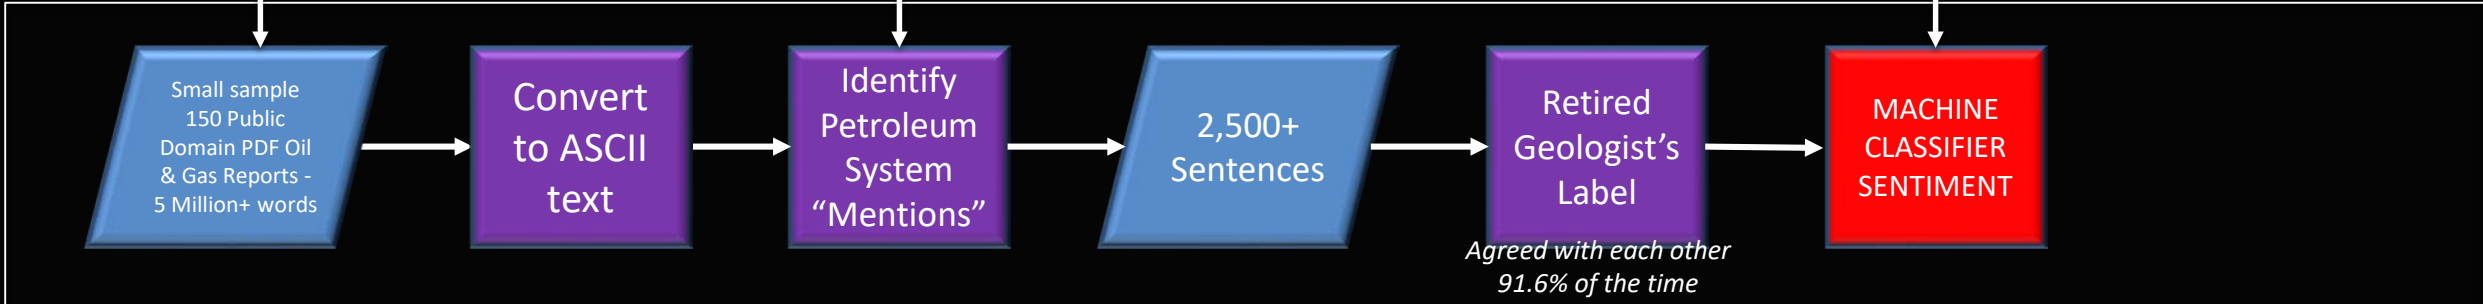 Small sample
150 Public
Domain PDF Oil
& Gas Reports -
5 Million+ words
Convert
to ASCII
text
Identify
Petroleum
System
“Mentions”
2,500+
Sentences
Retired
Geologist’s
Label
Agreed with each other
91.6% of the time
MACHINE
CLASSIFIER
SENTIMENT